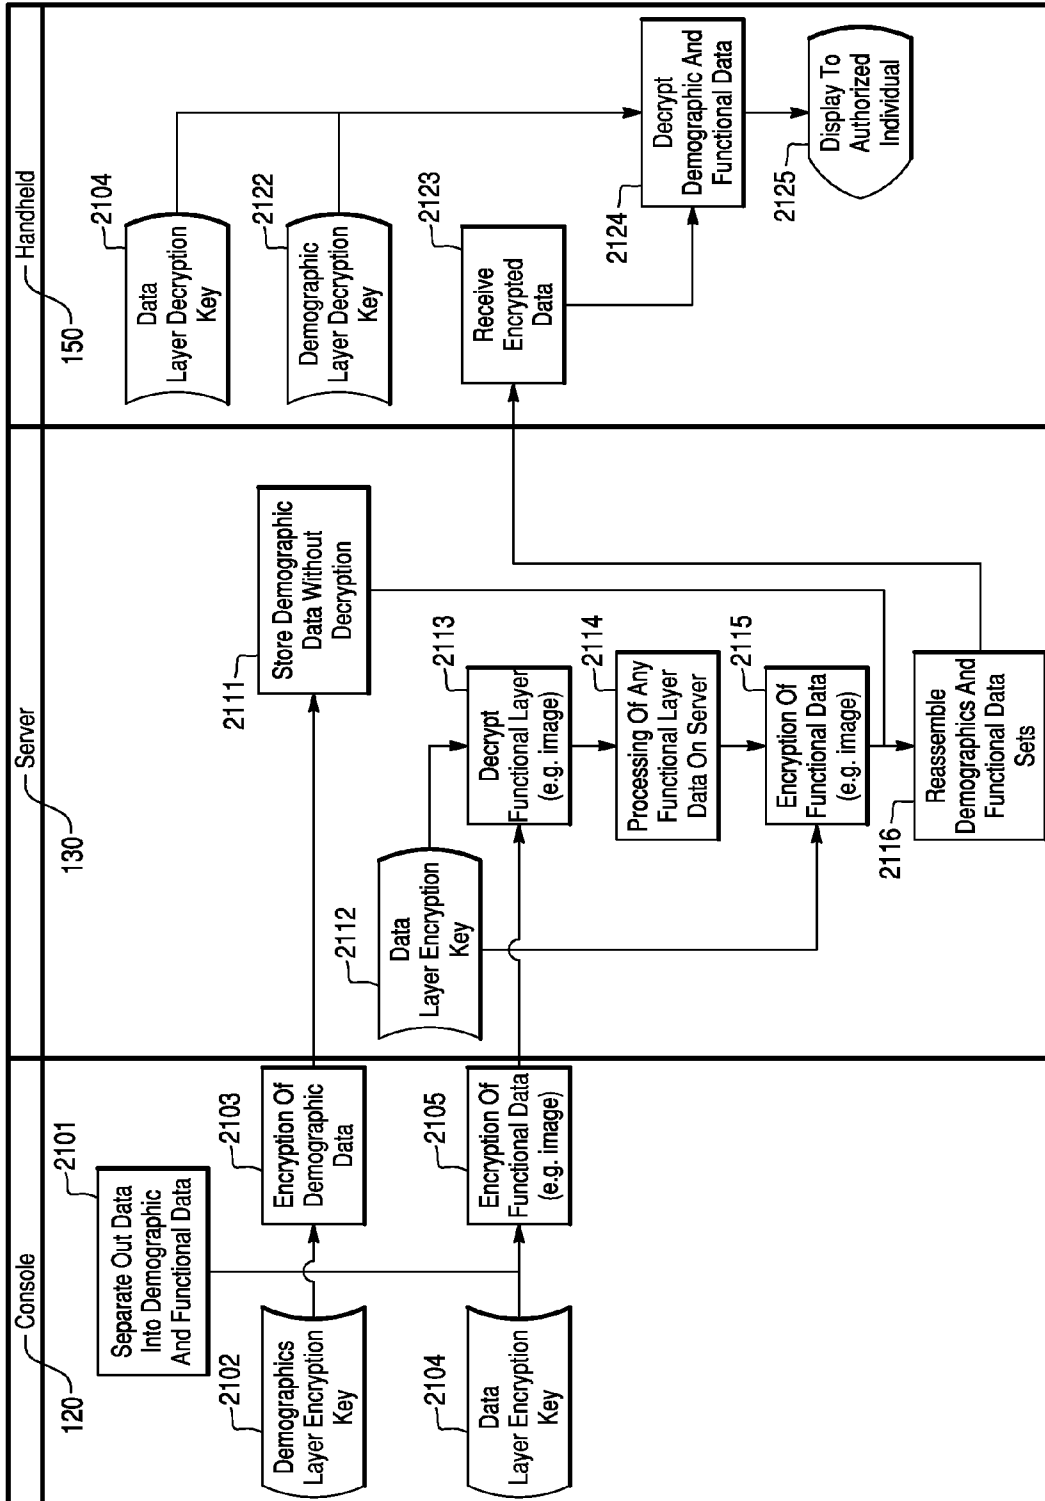 Console
120
Server
130
Handheld
150
2101
Separate Out Data
Into Demographic
And Functional Data
2102
Demographics
Layer Encryption
Key
2103
Encryption Of
Demographic
Data
2104
Data
Layer Encryption
Key
2105
Encryption Of
Functional Data
(e.g. image)
2111
Store Demographic
Data Without
Decryption
2112
Data
Layer Encryption
Key
2113
Decrypt
Functional Layer
(e.g. image)
2114
Processing Of Any
Functional Layer
Data On Server
2115
Encryption Of
Functional Data
(e.g. image)
2116
Reassemble
Demographics And
Functional Data
Sets
2104
Data
Layer Decryption
Key
2122
Demographic
Layer Decryption
Key
2123
Receive
Encrypted
Data
2124
Decrypt
Demographic And
Functional Data
2125
Display To
Authorized
Individual